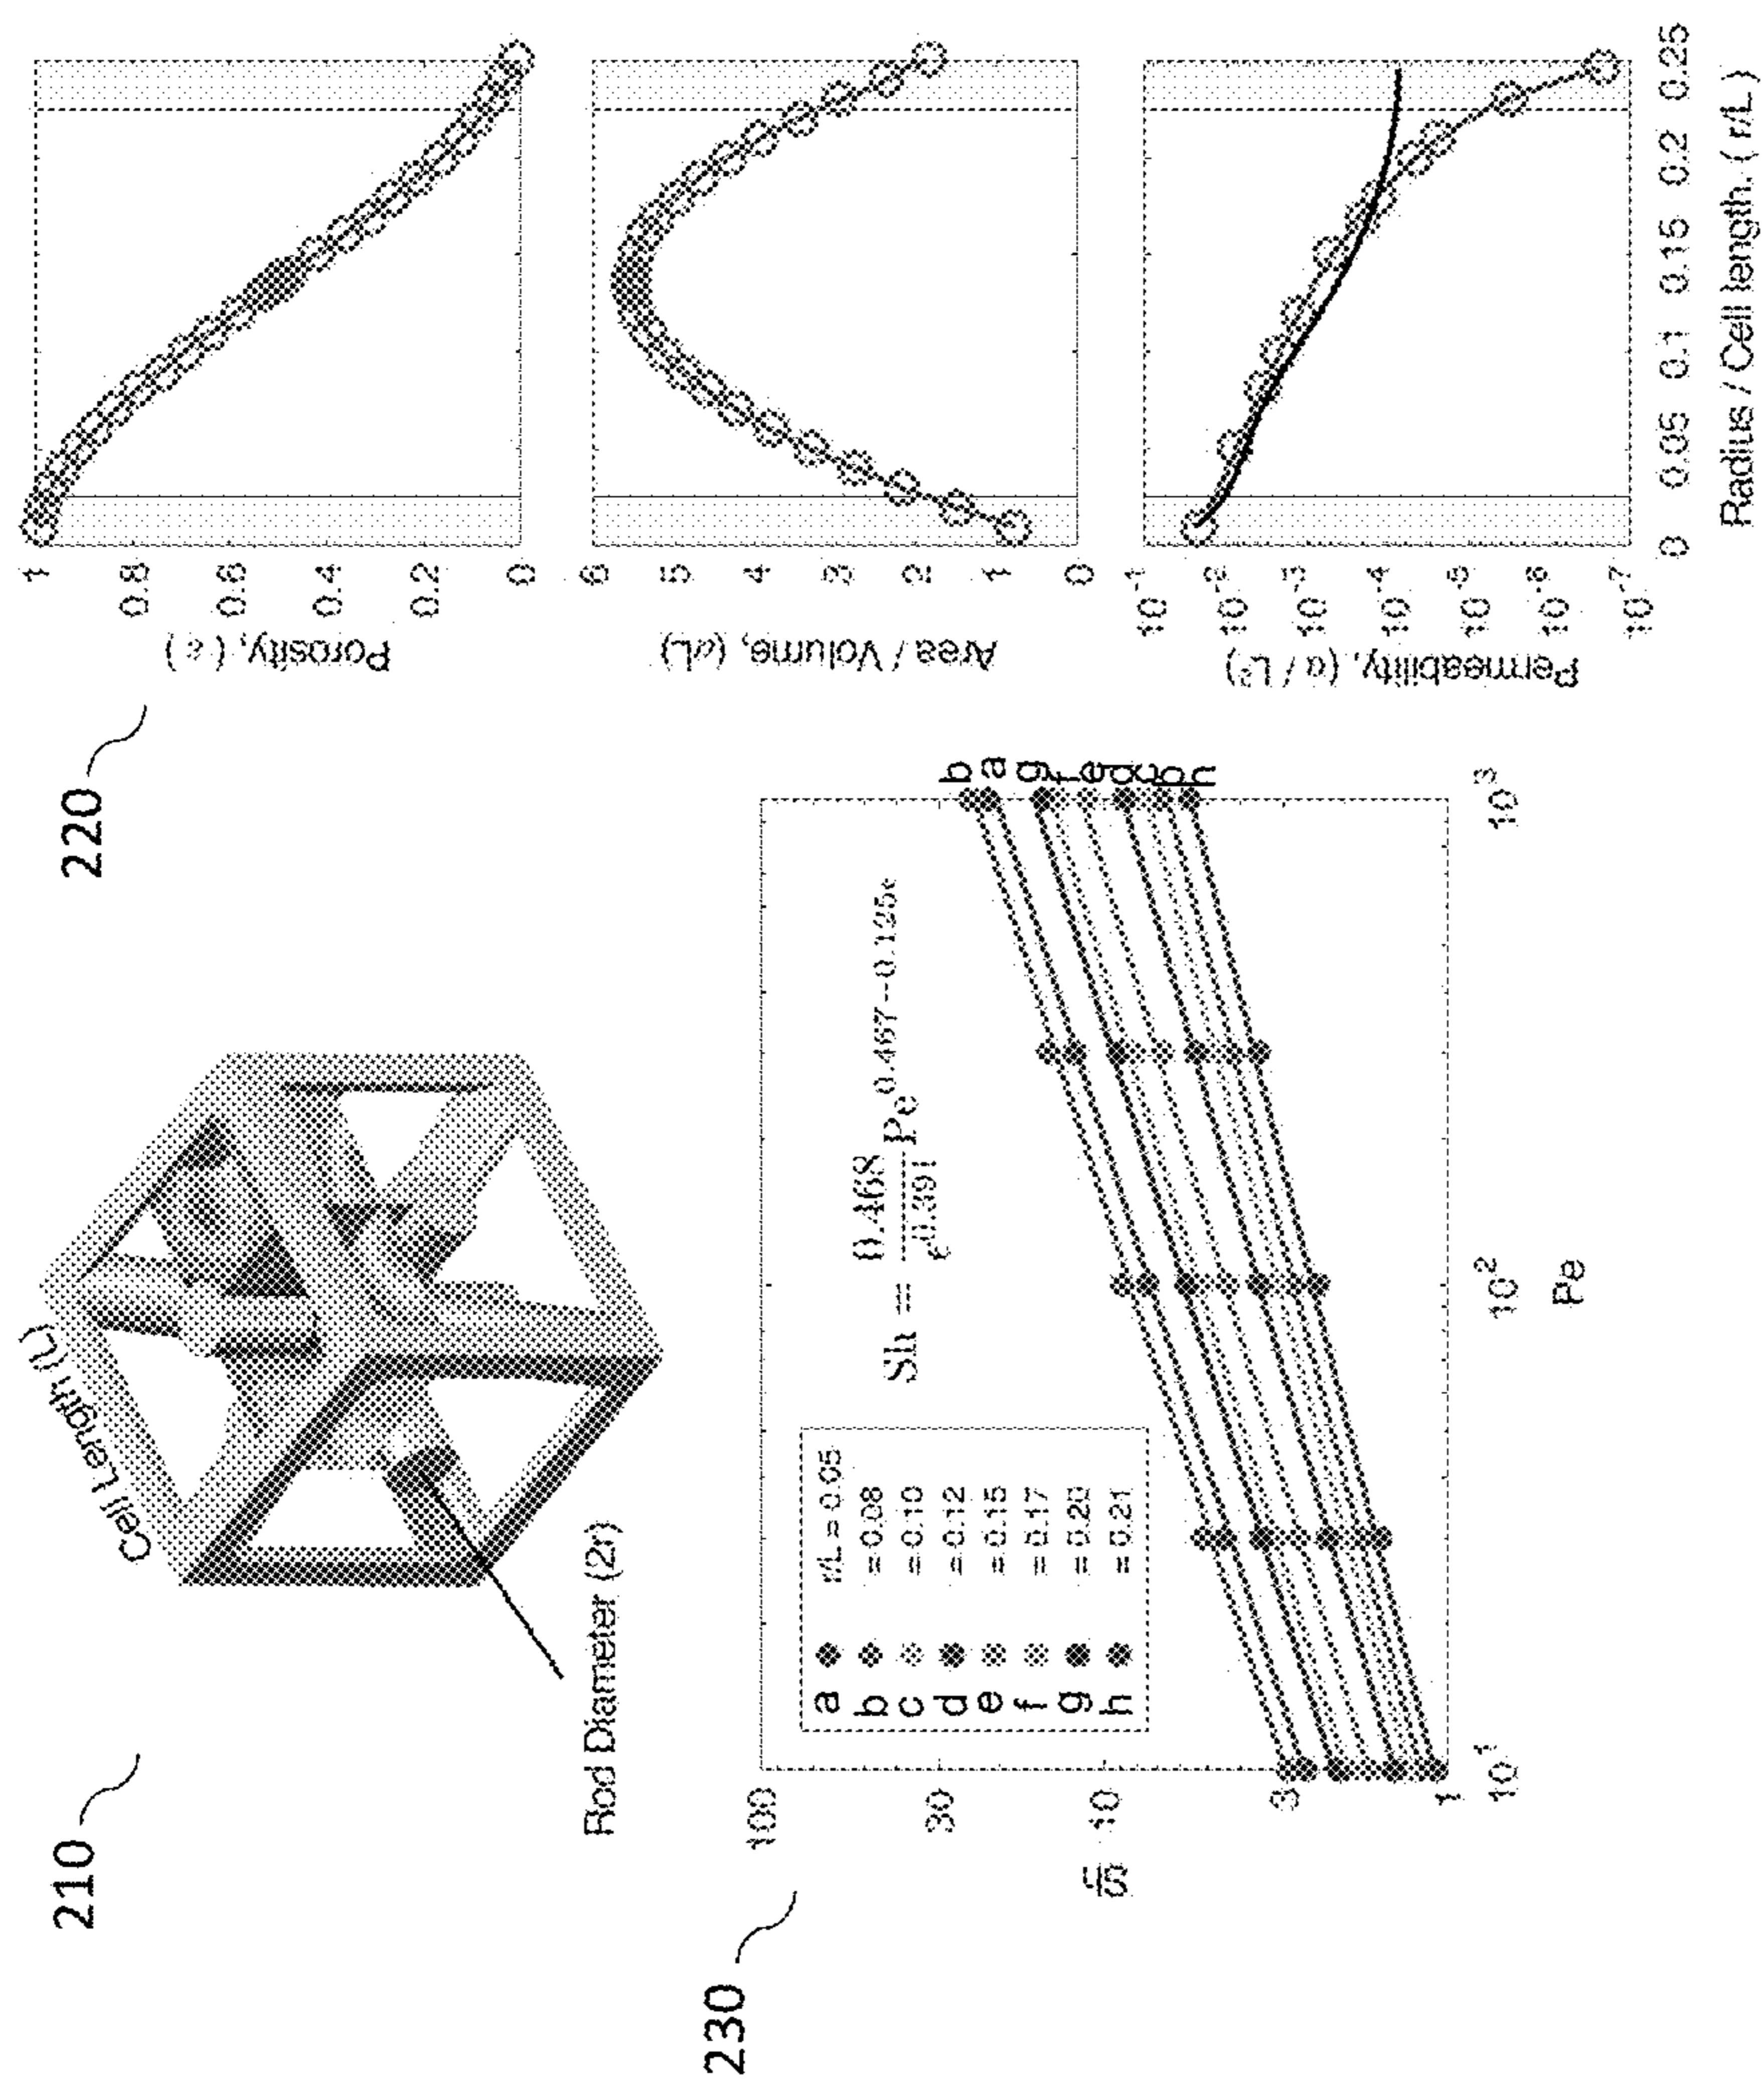 210
Cell Length (L)
Rod Diameter (2r)
220
1
0.8
0.6
0.4
0.2
0
Porosity, ( ε )
6
5
4
3
2
1
0
Area / Volume, (αL)
10⁻¹
10⁻²
10⁻³
10⁻⁴
10⁻⁵
10⁻⁶
10⁻⁷
Permeability, (α / L²)
0 0.05 0.1 0.15 0.2 0.25
Radius / Cell length, ( r/L )
230
100
30
10
3
1
Sh
a r/L = 0.05
b = 0.08
c = 0.10
d = 0.12
e = 0.15
f = 0.17
g = 0.20
h = 0.21
Sh = 0.468 / ε^0.391 Pe^0.467-0.125ε
b
a
g
f
e
d
c
h
10¹ 10² 10³
Pe